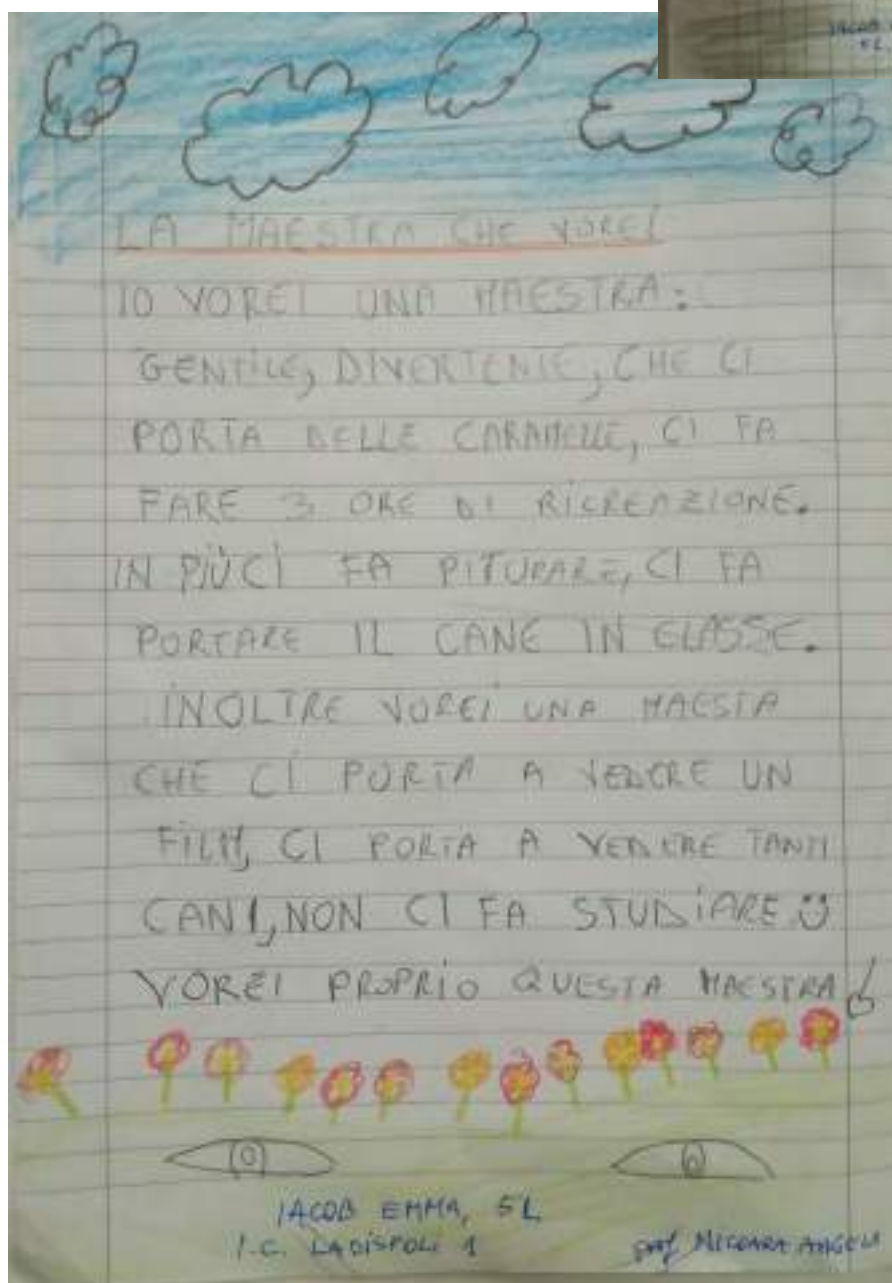 IACOB
5L
LA MAESTRA CHE VOREI
IO VOREI UNA MAESTRA:
GENTILE, DIVERTENTE, CHE CI
PORTA DELLE CARAMELLE, CI FA
FARE 3 ORE DI RICREAZIONE.
IN PIÙ CI FA PITURARE, CI FA
PORTARE IL CANE IN CLASSE.
INOLTRE VOREI UNA MAESTA
CHE CI PORTA A VEDERE UN
FILM, CI PORTA A VEDERE TANTI
CANI, NON CI FA STUDIARE
VOREI PROPRIO QUESTA MAESTRA!
IACOB EMMA, 5L
I.C. LADISPOLI 1
prof